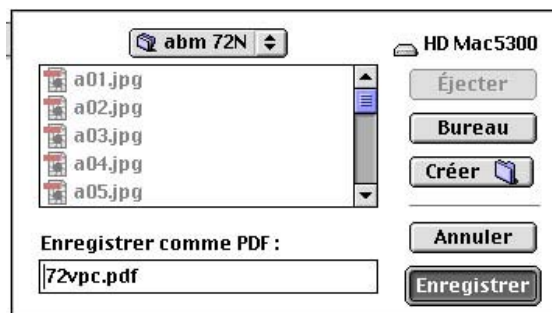 abm 72N
HD Mac5300
a01.jpg
a02.jpg
a03.jpg
a04.jpg
a05.jpg
Éjecter
Bureau
Créer
Enregistrer comme PDF :
72vpc.pdf
Annuler
Enregistrer